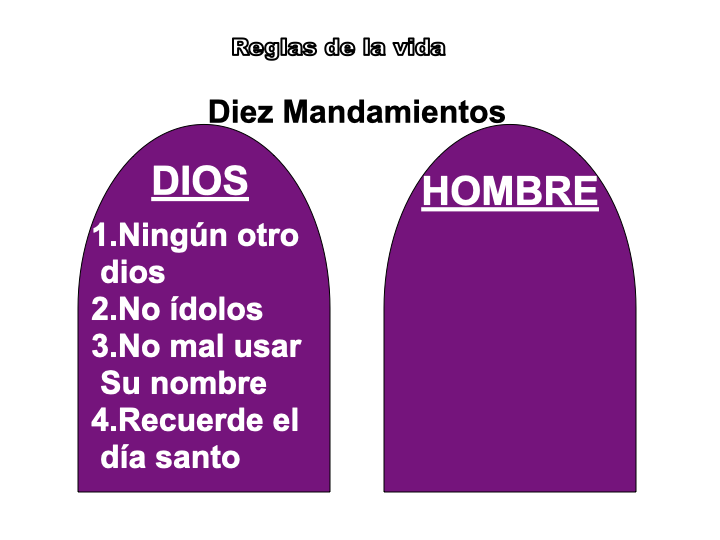 Reglas de la vida
Diez Mandamientos
DIOS
1.Ningún otro
dios
2.No ídolos
3.No mal usar
Su nombre
4.Recuerde el
día santo
HOMBRE